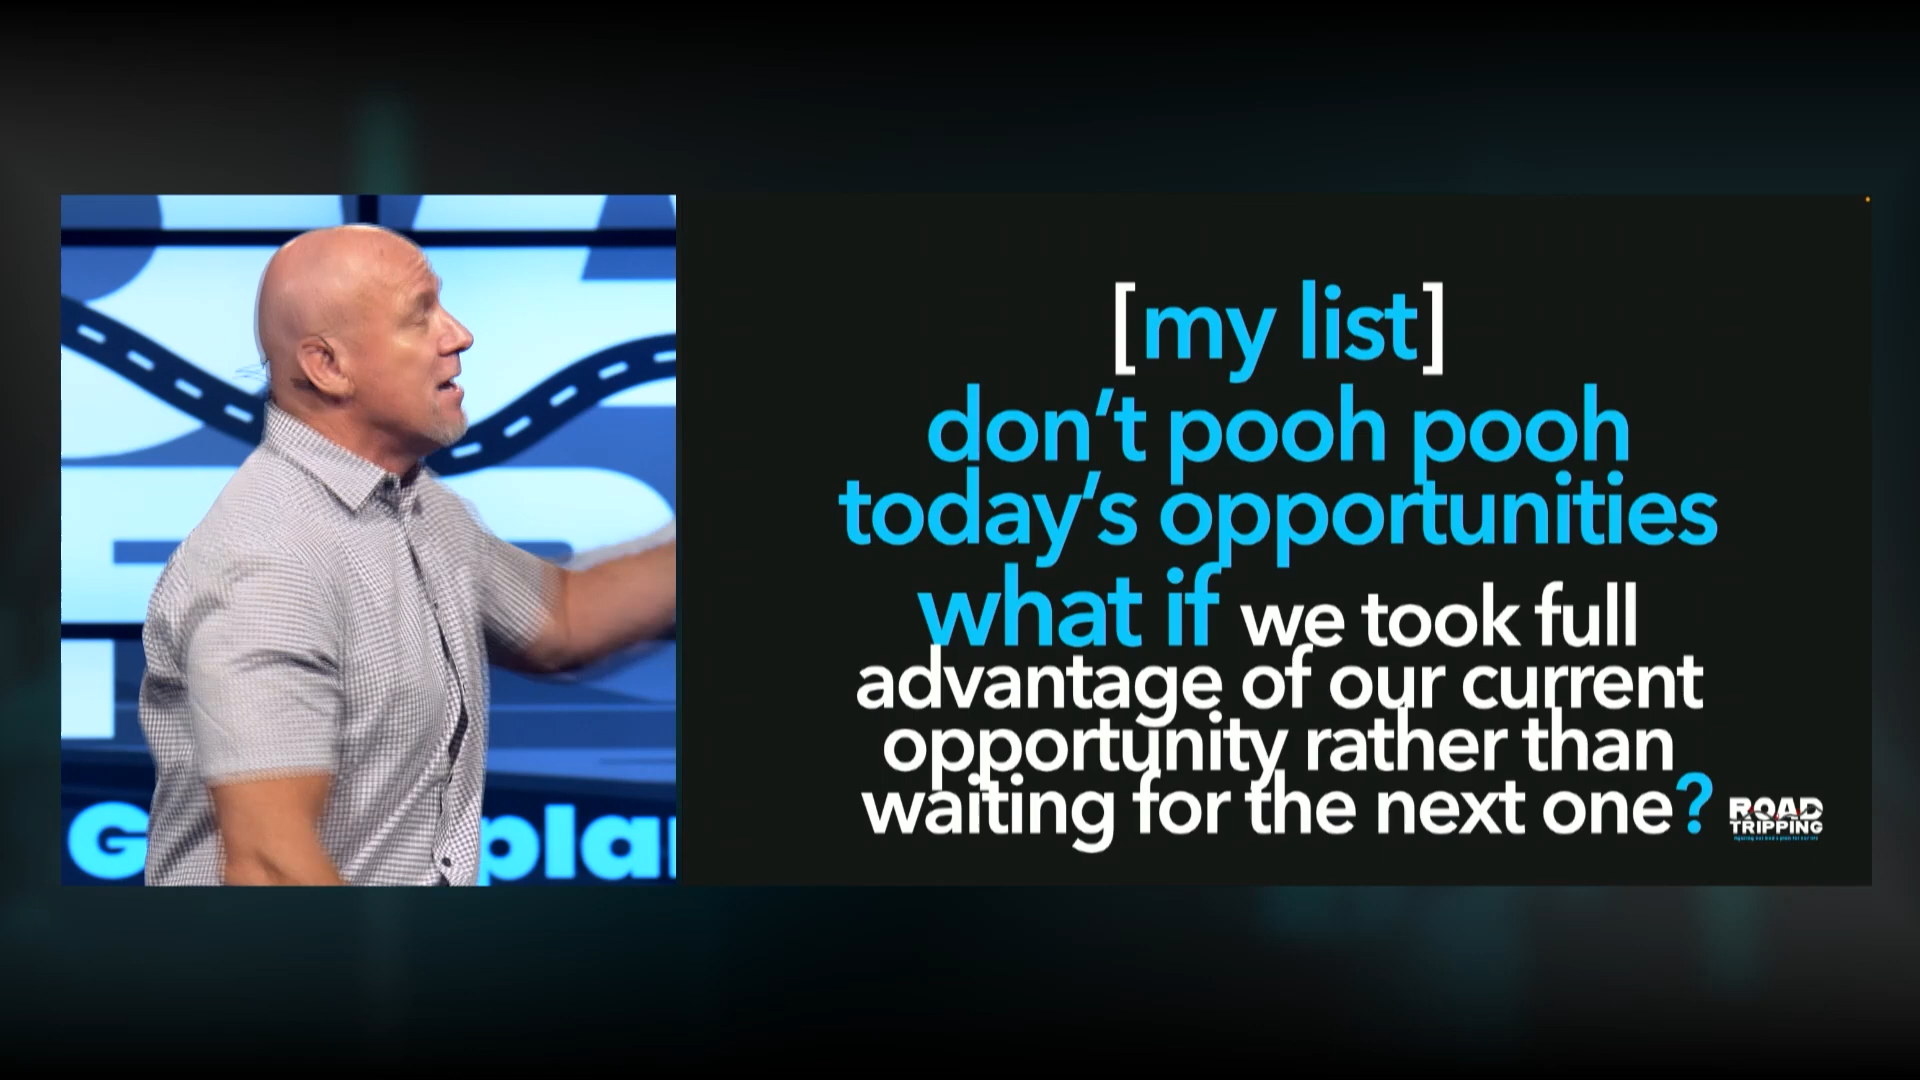 [my list]
don’t pooh pooh
today’s opportunities
what if we took full
advantage of our current
opportunity rather than
waiting for the next one?
ROAD
TRIPPING